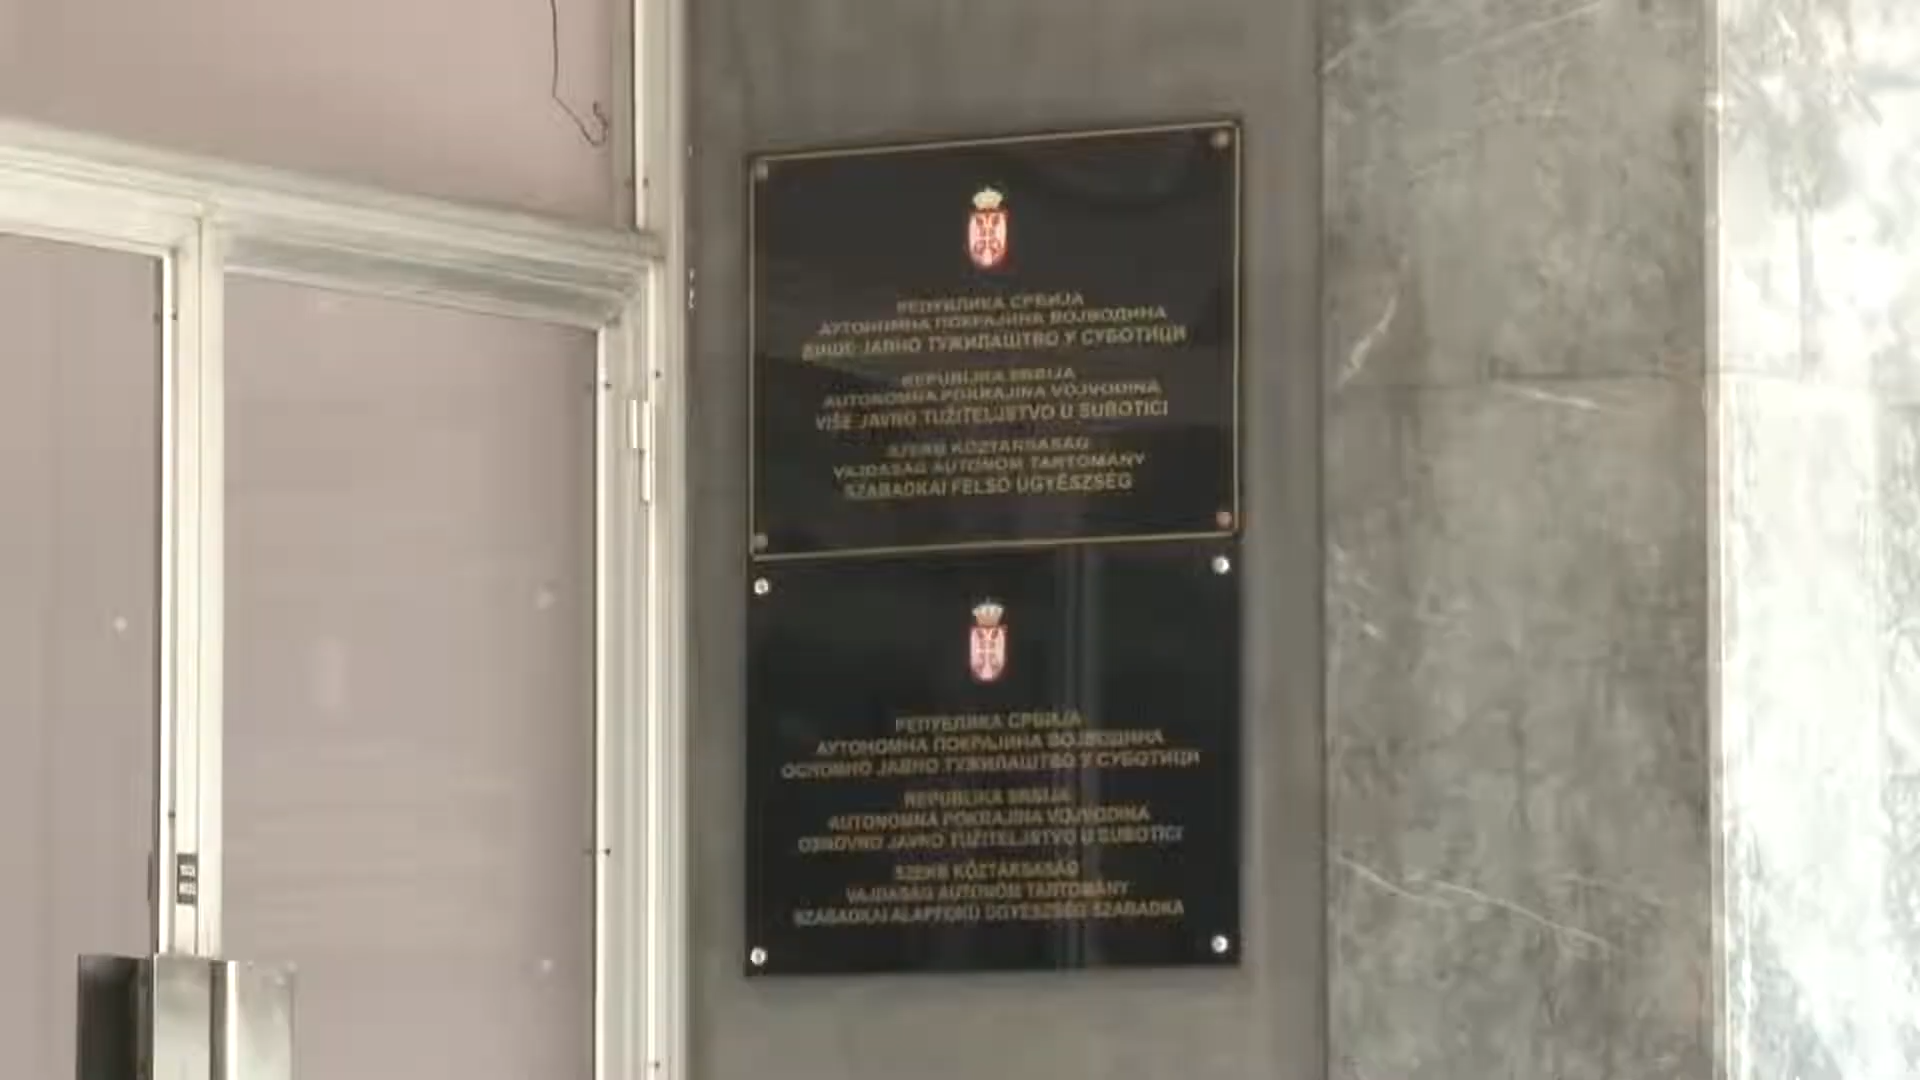 РЕПУБЛИКА СРБИЈА
АУТОНОМНА ПОКРАЈИНА ВОЈВОДИНА
ВИШЕ ЈАВНО ТУЖИЛАШТВО У СУБОТИЦИ
REPUBLIKA SRBIJA
AUTONOMNA POKRAJINA VOJVODINA
VIŠE JAVNO TUŽITELJSTVO U SUBOTICI
SZERB KÖZTÁRSASÁG
VAJDASÁG AUTONÓM TARTOMÁNY
SZABADKAI FELSŐ ÜGYÉSZSÉG
РЕПУБЛИКА СРБИЈА
АУТОНОМНА ПОКРАЈИНА ВОЈВОДИНА
ОСНОВНО ЈАВНО ТУЖИЛАШТВО У СУБОТИЦИ
REPUBLIKA SRBIJA
AUTONOMNA POKRAJINA VOJVODINA
OSNOVNO JAVNO TUŽITELJSTVO U SUBOTICI
SZERB KÖZTÁRSASÁG
VAJDASÁG AUTONÓM TARTOMÁNY
SZABADKAI ALAPFOKÚ ÜGYÉSZSÉG SZABADKA